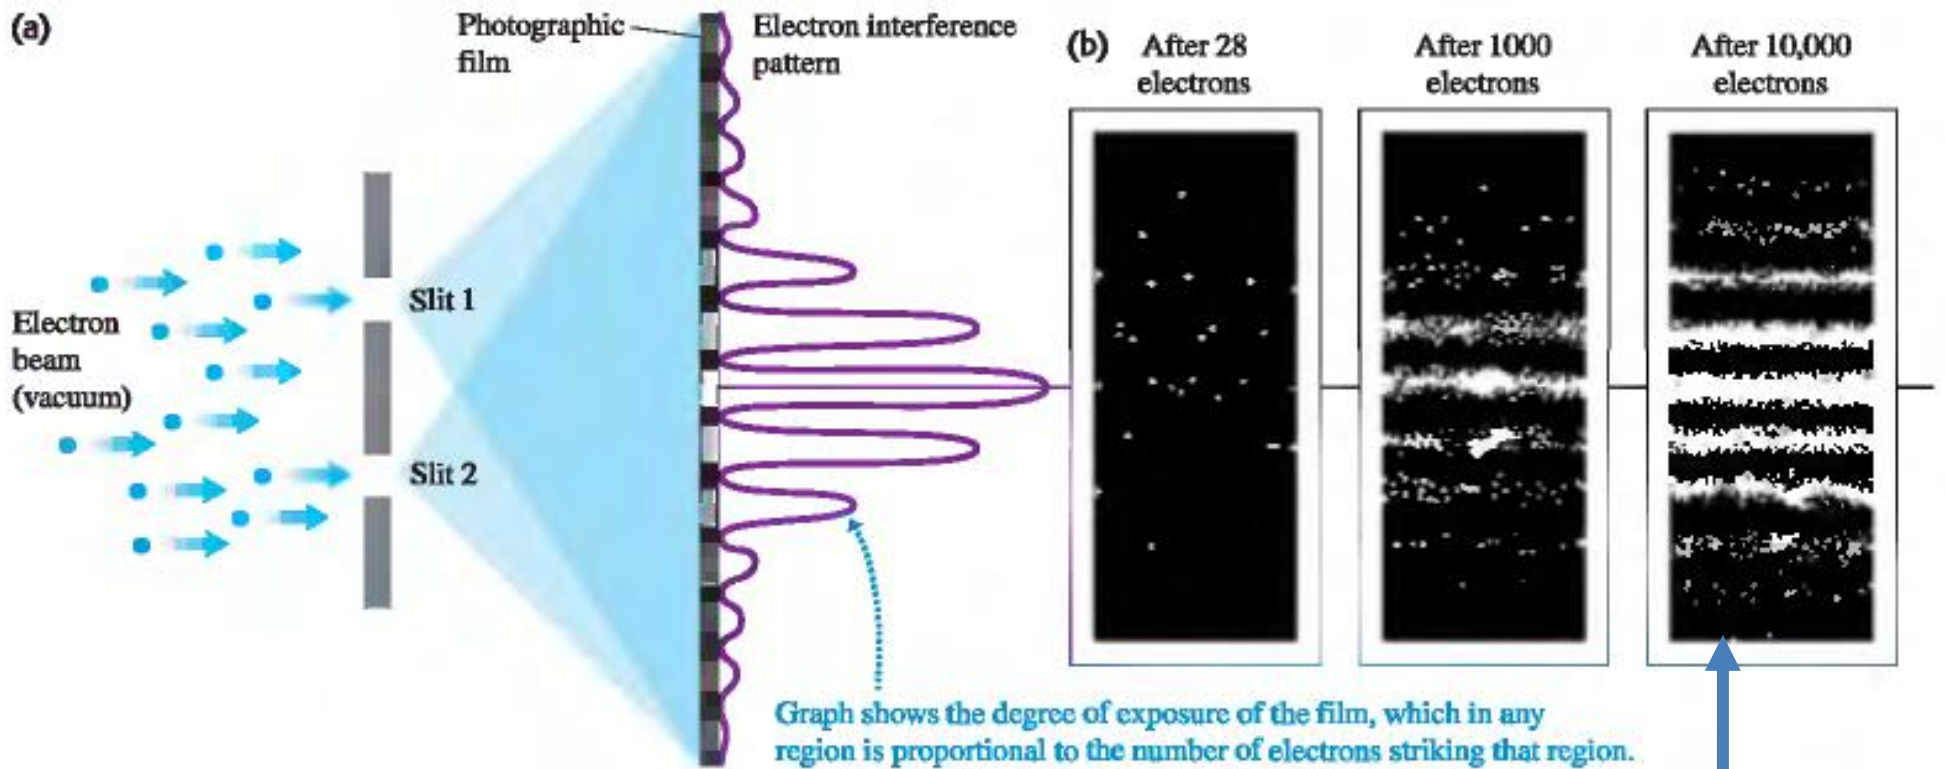 (a)
Photographic
film
Electron interference
pattern
Slit 1
Electron
beam
(vacuum)
Slit 2
Graph shows the degree of exposure of the film, which in any
region is proportional to the number of electrons striking that region.
(b)
After 28
electrons
After 1000
electrons
After 10,000
electrons